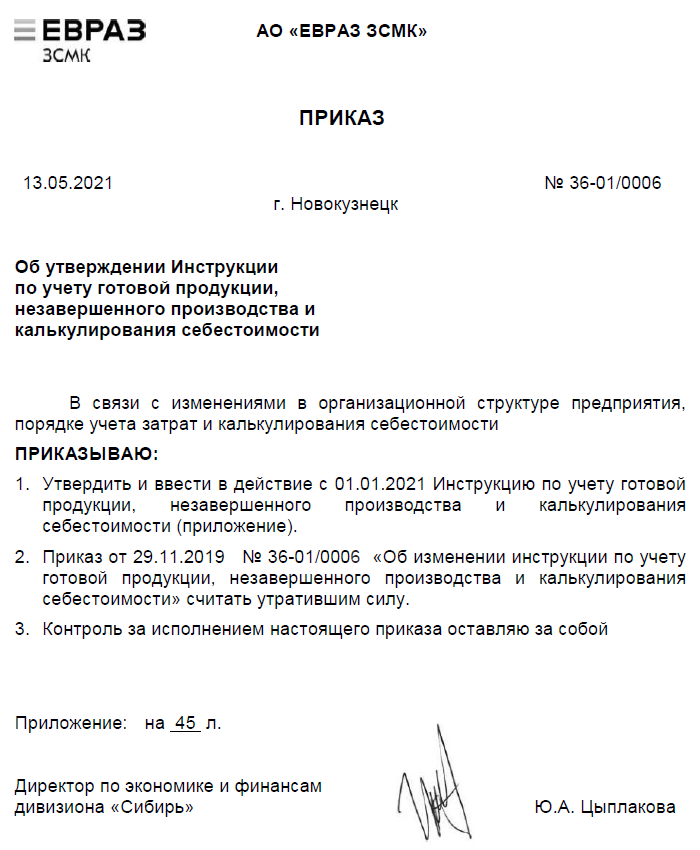 ЕВРАЗ
ЗСМК
АО «ЕВРАЗ ЗСМК»
ПРИКАЗ
13.05.2021 № 36-01/0006
г. Новокузнецк
Об утверждении Инструкции
по учету готовой продукции,
незавершенного производства и
калькулирования себестоимости
В связи с изменениями в организационной структуре предприятия,
порядке учета затрат и калькулирования себестоимости
ПРИКАЗЫВАЮ:
1. Утвердить и ввести в действие с 01.01.2021 Инструкцию по учету готовой
продукции, незавершенного производства и калькулирования
себестоимости (приложение).
2. Приказ от 29.11.2019 № 36-01/0006 «Об изменении инструкции по учету
готовой продукции, незавершенного производства и калькулирования
себестоимости» считать утратившим силу.
3. Контроль за исполнением настоящего приказа оставляю за собой
Приложение: на 45 л.
Директор по экономике и финансам
дивизиона «Сибирь» Ю.А. Цыплакова